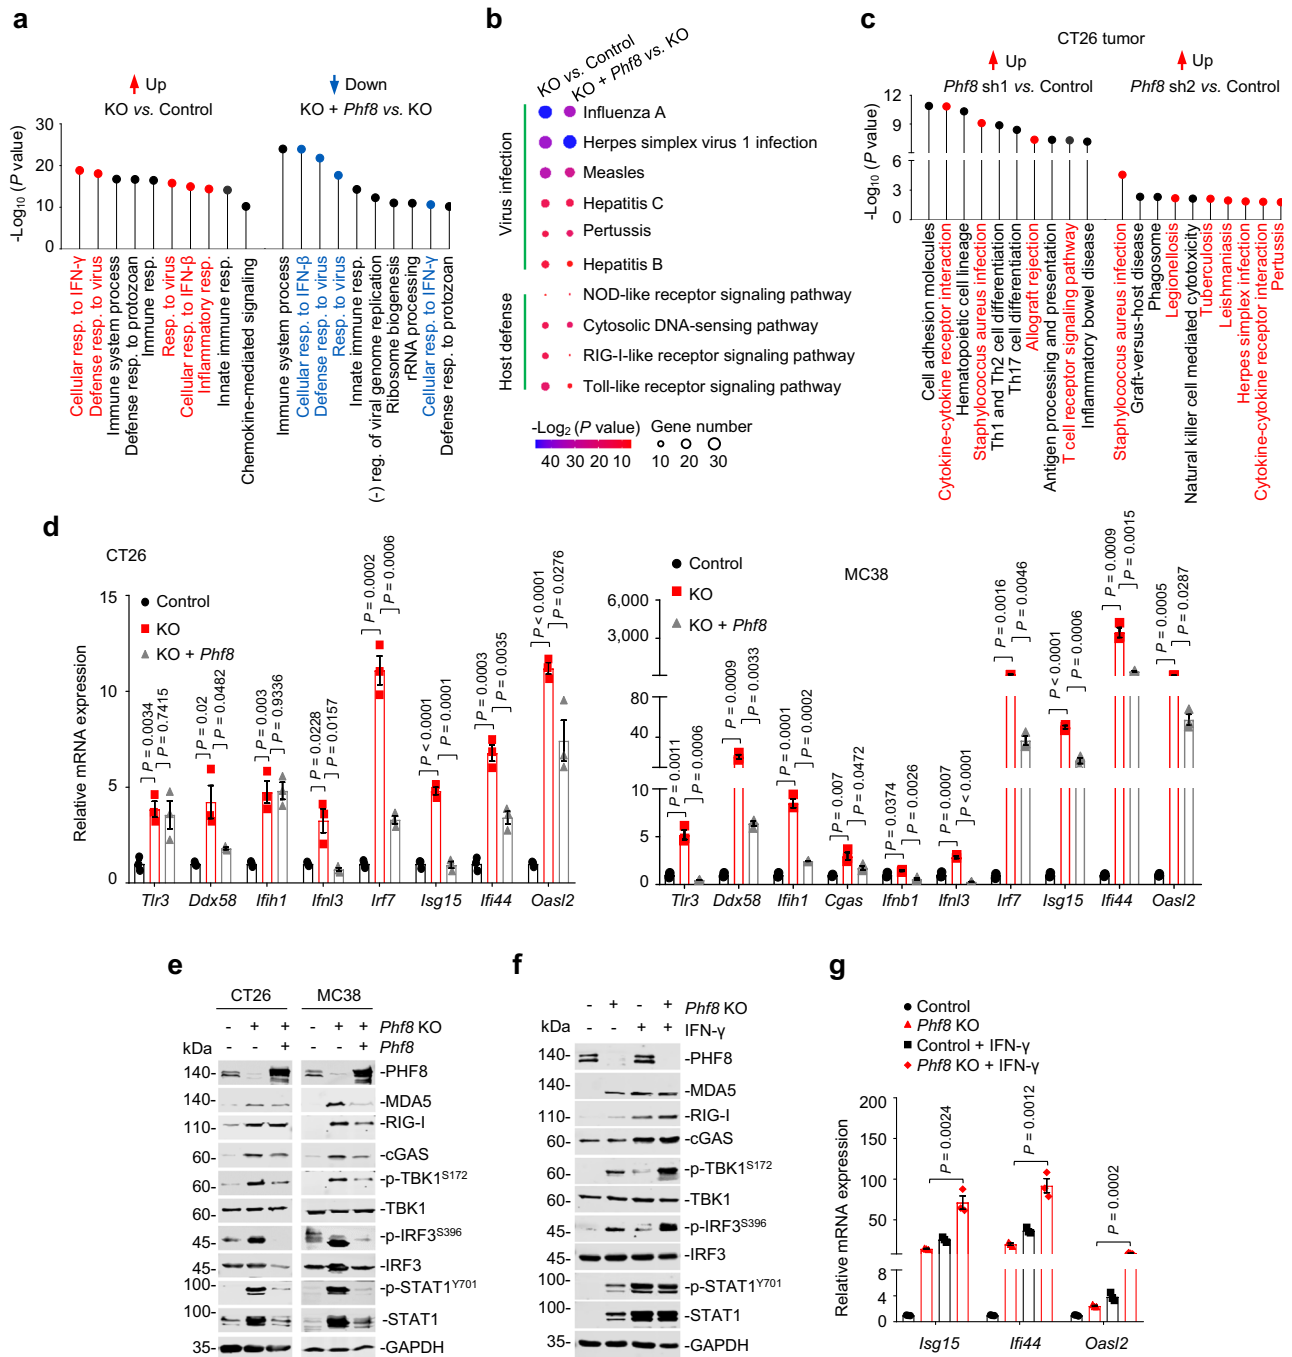 a
Up
KO vs. Control
Down
KO + Phf8 vs. KO
-Log10 (P value)
30
20
10
0
Cellular resp. to IFN-γ
Defense resp. to virus
Immune system process
Defense resp. to protozoan
Immune resp.
Resp. to virus
Cellular resp. to IFN-β
Inflammatory resp.
Innate immune resp.
Chemokine-mediated signaling
Immune system process
Cellular resp. to IFN-β
Defense resp. to virus
Resp. to virus
Innate immune resp.
(-) reg. of viral genome replication
Ribosome biogenesis
rRNA processing
Cellular resp. to IFN-γ
Defense resp. to protozoan
b
KO vs. Control
KO + Phf8 vs. KO
Virus infection
Host defense
Influenza A
Herpes simplex virus 1 infection
Measles
Hepatitis C
Pertussis
Hepatitis B
NOD-like receptor signaling pathway
Cytosolic DNA-sensing pathway
RIG-I-like receptor signaling pathway
Toll-like receptor signaling pathway
-Log2 (P value)
40 30 20 10
Gene number
10 20 30
c
CT26 tumor
Up
Phf8 sh1 vs. Control
Up
Phf8 sh2 vs. Control
-Log10 (P value)
12
9
6
6
3
0
Cell adhesion molecules
Cytokine-cytokine receptor interaction
Hematopoietic cell lineage
Staphylococcus aureus infection
Th1 and Th2 cell differentiation
Th17 cell differentiation
Allograft rejection
Antigen processing and presentation
T cell receptor signaling pathway
Inflammatory bowel disease
Staphylococcus aureus infection
Graft-versus-host disease
Phagosome
Legionellosis
Natural killer cell mediated cytotoxicity
Tuberculosis
Leishmaniasis
Herpes simplex infection
Cytokine-cytokine receptor interaction
Pertussis
d
CT26
Control
KO
KO + Phf8
Relative mRNA expression
15
10
5
0
P = 0.0034
P = 0.7415
P = 0.02
P = 0.0482
P = 0.003
P = 0.9336
P = 0.0228
P = 0.0157
P = 0.0002
P = 0.0006
P < 0.0001
P = 0.0001
P = 0.0003
P = 0.0035
P < 0.0001
P = 0.0276
Tlr3 Ddx58 Ifih1 Ifnl3 Irf7 Isg15 Ifi44 Oasl2
MC38
Control
KO
KO + Phf8
6,000
3,000
80
40
0
10
5
0
P = 0.0011
P = 0.0006
P = 0.0009
P = 0.0033
P = 0.0001
P = 0.0002
P = 0.007
P = 0.0472
P = 0.0374
P = 0.0026
P = 0.0007
P < 0.0001
P = 0.0016
P = 0.0046
P < 0.0001
P = 0.0006
P = 0.0009
P = 0.0015
P = 0.0005
P = 0.0287
Tlr3 Ddx58 Ifih1 Cgas Ifnb1 Ifnl3 Irf7 Isg15 Ifi44 Oasl2
e
CT26 MC38
- + + - + + Phf8 KO
- - + - - + Phf8
kDa
140- -PHF8
140- -MDA5
110- -RIG-I
60- -cGAS
60- -p-TBK1S172
60- -TBK1
45- -p-IRF3S396
45- -IRF3
100- -p-STAT1Y701
100- -STAT1
35- -GAPDH
f
- + - + Phf8 KO
- - + + IFN-γ
kDa
140- -PHF8
140- -MDA5
110- -RIG-I
60- -cGAS
60- -p-TBK1S172
60- -TBK1
45- -p-IRF3S396
45- -IRF3
100- -p-STAT1Y701
100- -STAT1
35- -GAPDH
g
Control
Phf8 KO
Control + IFN-γ
Phf8 KO + IFN-γ
Relative mRNA expression
200
150
100
50
0
8
4
0
P = 0.0024
P = 0.0012
P = 0.0002
Isg15 Ifi44 Oasl2